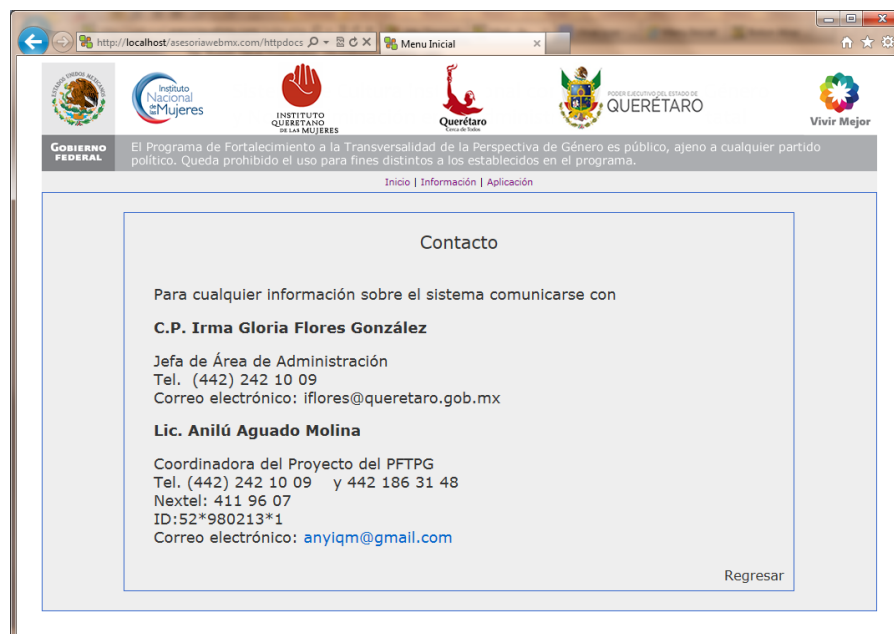 http://localhost/asesoriawebmx.com/httpdocs
Menu Inicial
ESTADOS UNIDOS MEXICANOS
Instituto
Nacional
de las Mujeres
INSTITUTO
QUERETANO
DE LAS MUJERES
Querétaro
Cerca de Todos
PODER EJECUTIVO DEL ESTADO DE
QUERÉTARO
Vivir Mejor
GOBIERNO
FEDERAL
El Programa de Fortalecimiento a la Transversalidad de la Perspectiva de Género es público, ajeno a cualquier partido
político. Queda prohibido el uso para fines distintos a los establecidos en el programa.
Inicio | Información | Aplicación
Contacto
Para cualquier información sobre el sistema comunicarse con
C.P. Irma Gloria Flores González
Jefa de Área de Administración
Tel. (442) 242 10 09
Correo electrónico: iflores@queretaro.gob.mx
Lic. Anilú Aguado Molina
Coordinadora del Proyecto del PFTPG
Tel. (442) 242 10 09 y 442 186 31 48
Nextel: 411 96 07
ID:52*980213*1
Correo electrónico: anyiqm@gmail.com
Regresar